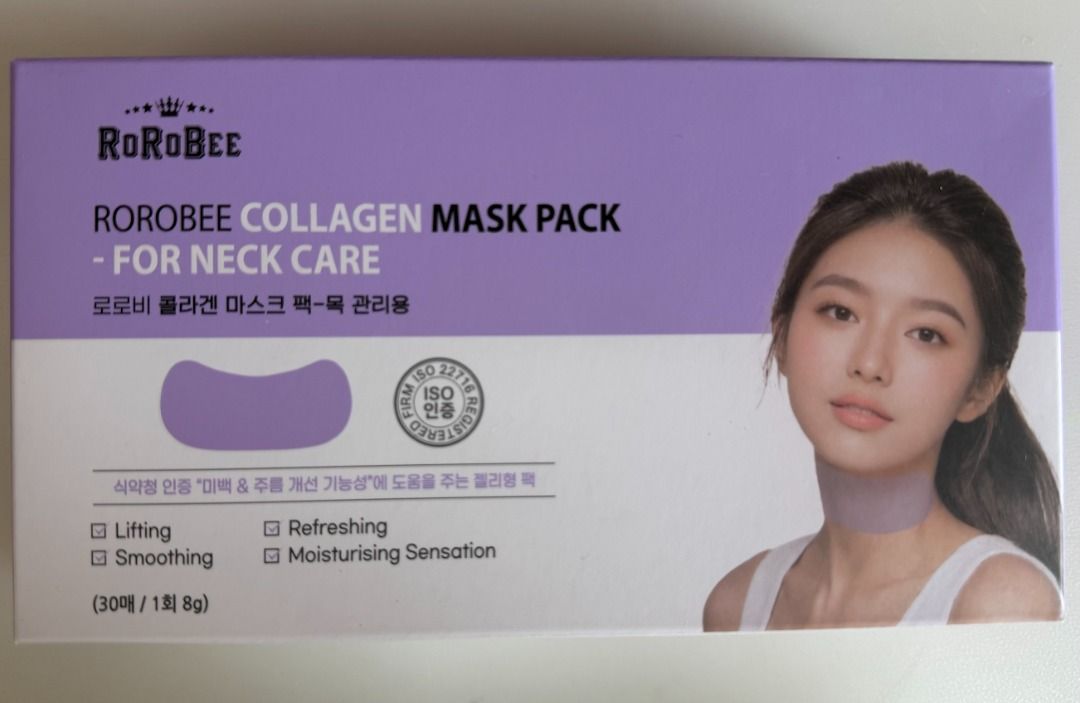 RoRoBee
ROROBEE COLLAGEN MASK PACK
- FOR NECK CARE
로로비 콜라겐 마스크 팩-목 관리용
FIRM ISO 22716 REGISTERED
ISO
인증
식약청 인증 "미백 & 주름 개선 기능성"에 도움을 주는 젤리형 팩
Lifting
Refreshing
Smoothing
Moisturising Sensation
(30매 / 1회 8g)